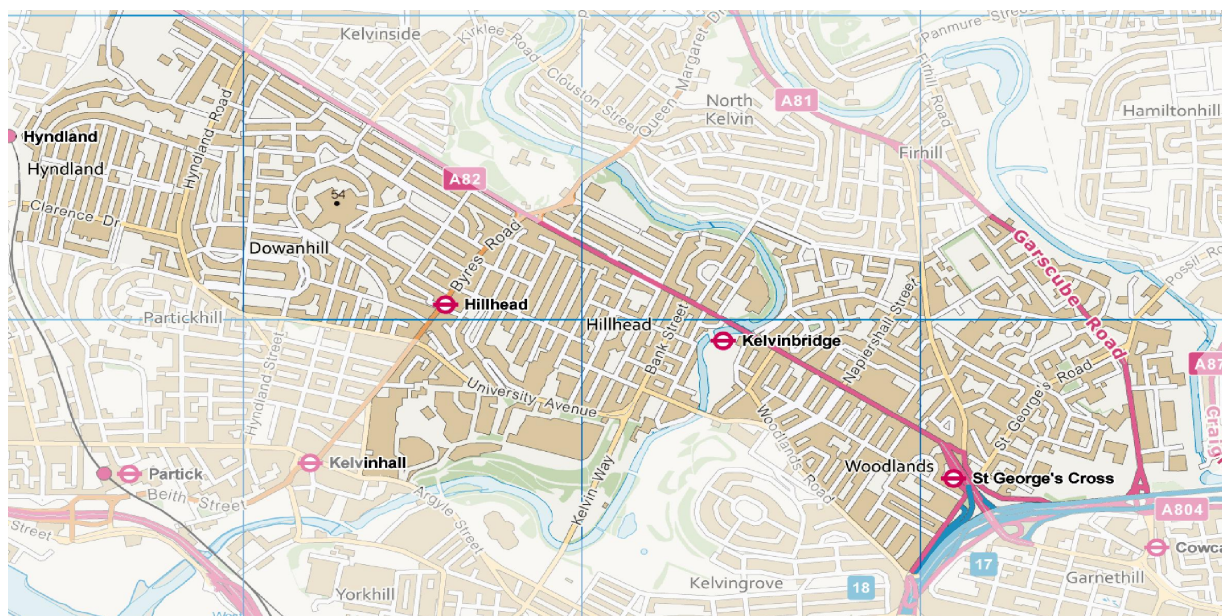 Kelvinside
Kirklee Road
Clouston Street
Queen Margaret Dr
Panmure Street
A81
North
Kelvin
Firhill
Road
Firhill
Hamiltonhill
Hyndland
Hyndland
Hyndland Road
A82
54
Clarence Dr
Dowanhill
Byres Road
Garscube Road
Possil Road
Hillhead
Partickhill
Hillhead
Bank Street
Kelvinbridge
Napiershall Street
A87
Craig
Hyndland Street
University Avenue
St George's Road
Woodlands Road
Partick
Kelvinhall
Woodlands
St George's Cross
Beith Street
Argyle Street
Kelvin Way
Street
A804
Cowca
17
18
Yorkhill
Kelvingrove
Garnethill